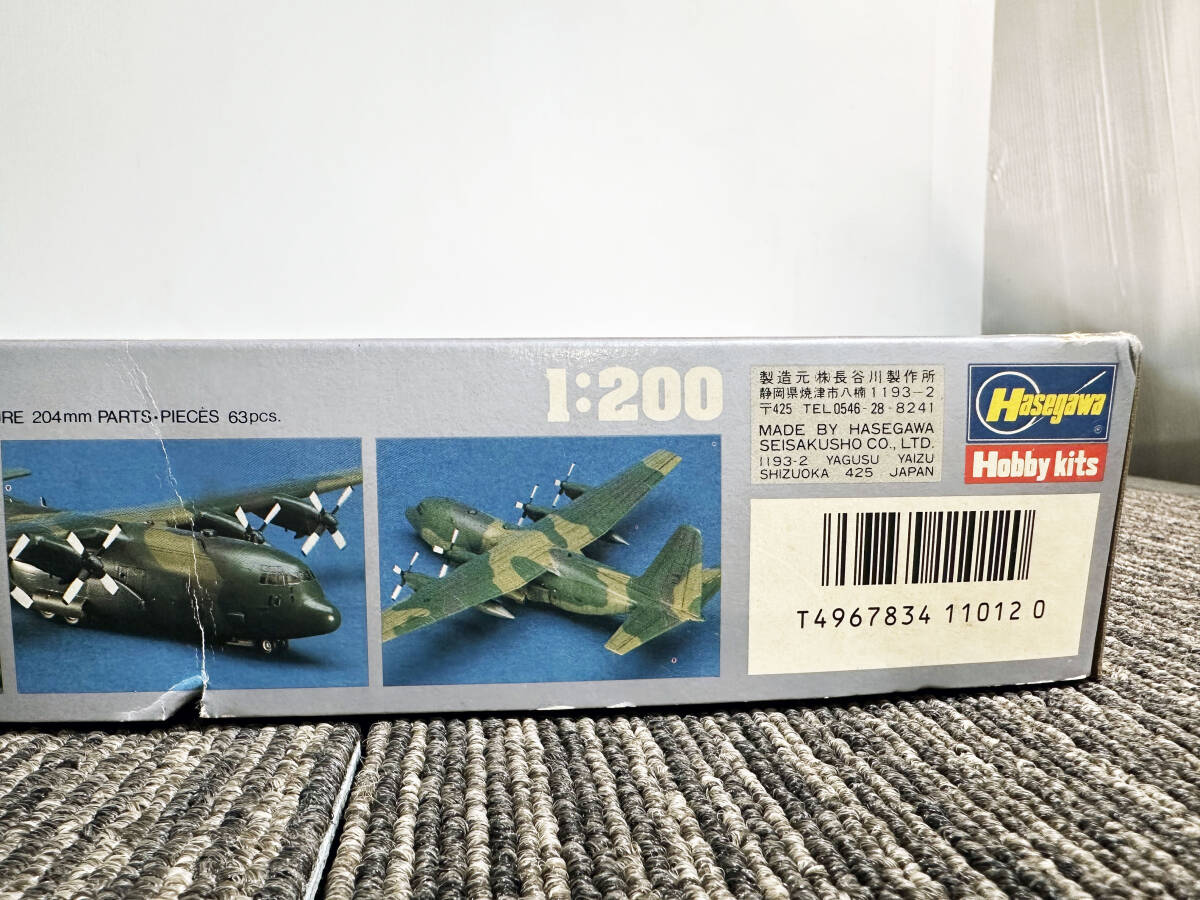 204mm PARTS·PIECES 63pcs.
1:200
製造元 ㈱長谷川製作所
静岡県焼津市八楠1193-2
〒425 TEL 0546-28-8241
MADE BY HASEGAWA
SEISAKUSHO CO., LTD.
1193-2 YAGUSU YAIZU
SHIZUOKA 425 JAPAN
Hasegawa
®
Hobby kits
T4967834 11012 0